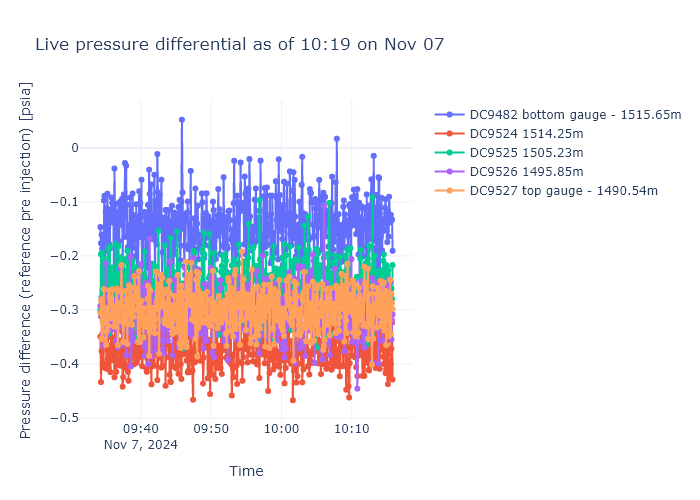 Live pressure differential as of 10:19 on Nov 07
Pressure difference (reference pre injection) [psia]
0
−0.1
−0.2
−0.3
−0.4
−0.5
09:40
09:50
10:00
10:10
Nov 7, 2024
Time
DC9482 bottom gauge - 1515.65m
DC9524 1514.25m
DC9525 1505.23m
DC9526 1495.85m
DC9527 top gauge - 1490.54m